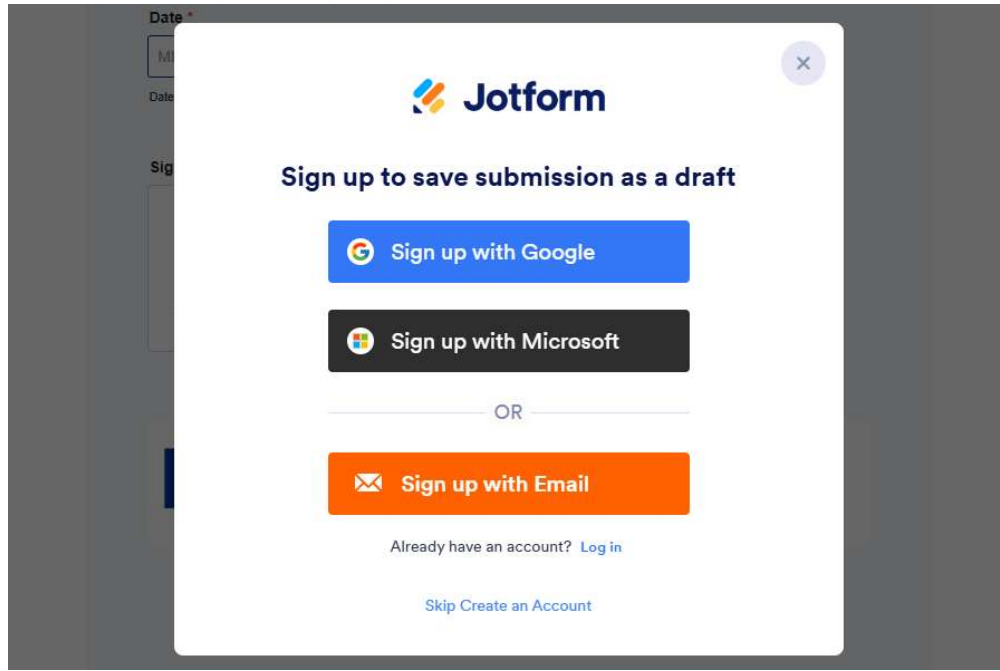 Date *
Date
Jotform
Sign up to save submission as a draft
Sign up with Google
Sign up with Microsoft
OR
Sign up with Email
Already have an account? Log in
Skip Create an Account